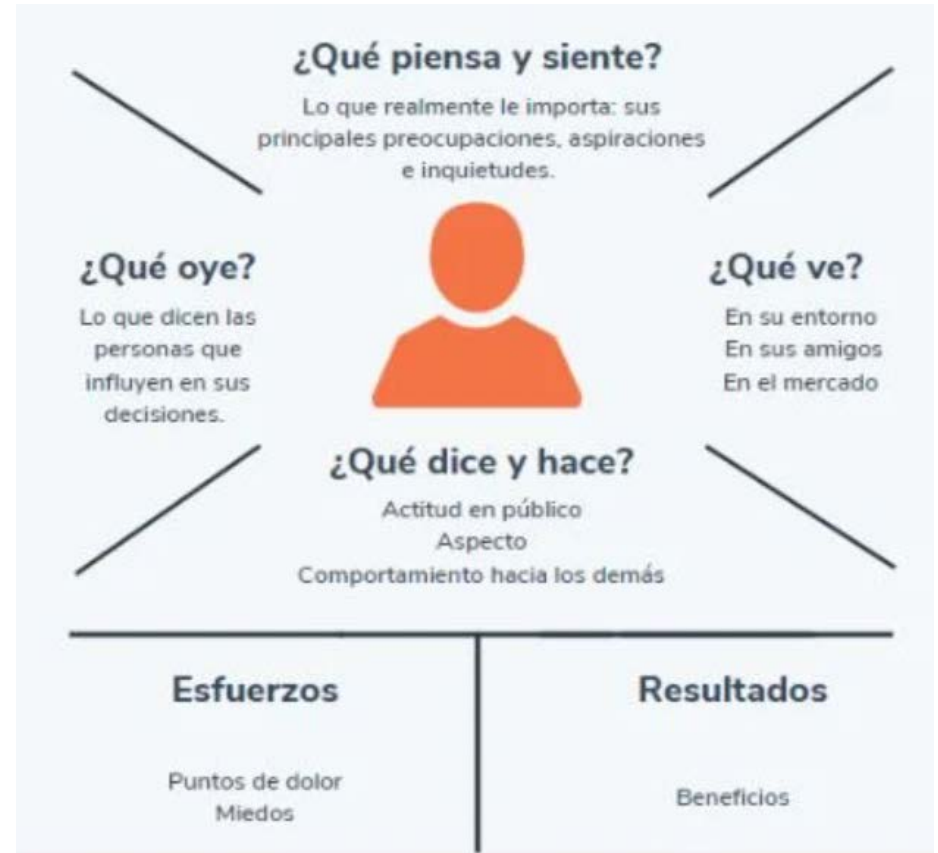 ¿Qué piensa y siente?
Lo que realmente le importa: sus
principales preocupaciones, aspiraciones
e inquietudes.
¿Qué oye?
Lo que dicen las
personas que
influyen en sus
decisiones.
¿Qué ve?
En su entorno
En sus amigos
En el mercado
¿Qué dice y hace?
Actitud en público
Aspecto
Comportamiento hacia los demás
Esfuerzos
Puntos de dolor
Miedos
Resultados
Beneficios